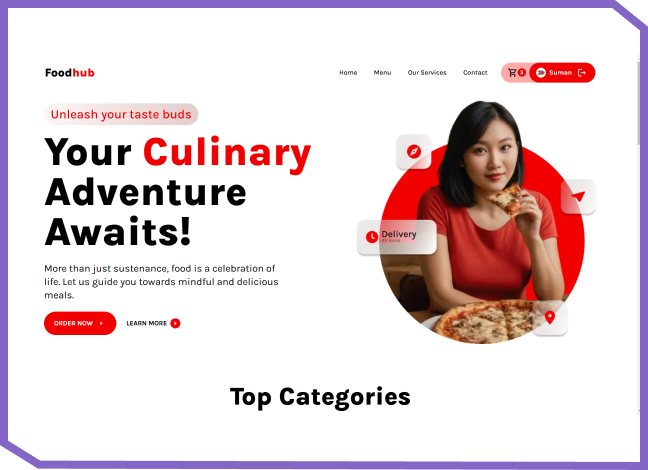 Foodhub
Home Menu Our Services Contact 3 Suman
Unleash your taste buds
Your Culinary
Adventure
Awaits!
More than just sustenance, food is a celebration of
life. Let us guide you towards mindful and delicious
meals.
ORDER NOW LEARN MORE
Delivery
Top Categories